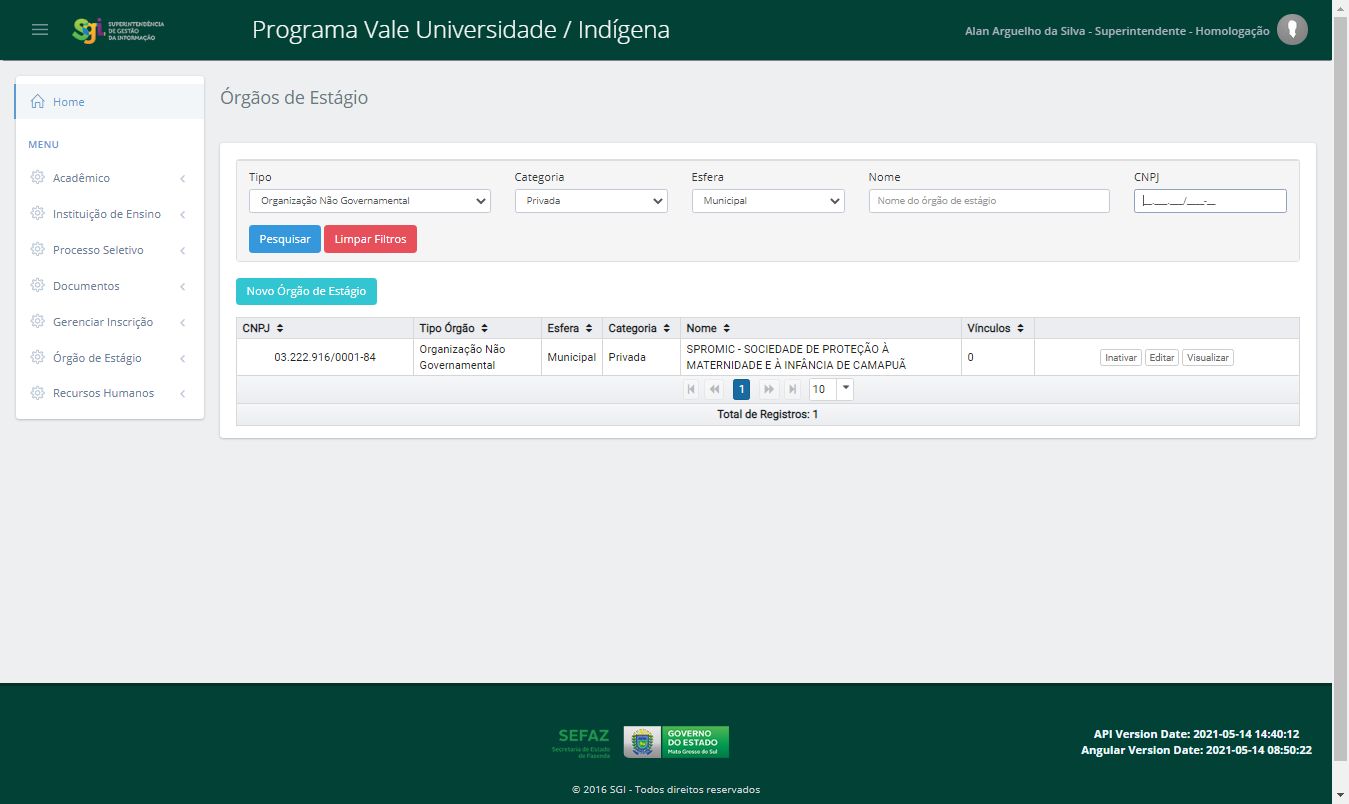 SUPERINTENDÊNCIA
DE GESTÃO
DA INFORMAÇÃO
Programa Vale Universidade / Indígena
Alan Arguelho da Silva - Superintendente - Homologação
Home
MENU
Acadêmico
Instituição de Ensino
Processo Seletivo
Documentos
Gerenciar Inscrição
Órgão de Estágio
Recursos Humanos
Órgãos de Estágio
Tipo Categoria Esfera Nome CNPJ
Organização Não Governamental Privada Municipal Nome do órgão de estágio __.___.___/____-__
Pesquisar Limpar Filtros
Novo Órgão de Estágio
CNPJ Tipo Órgão Esfera Categoria Nome Vínculos
03.222.916/0001-84 Organização Não Governamental Municipal Privada SPROMIC - SOCIEDADE DE PROTEÇÃO À MATERNIDADE E À INFÂNCIA DE CAMAPUÃ 0 Inativar Editar Visualizar
1 10
Total de Registros: 1
SEFAZ
Secretaria de Estado
de Fazenda
GOVERNO
DO ESTADO
Mato Grosso do Sul
API Version Date: 2021-05-14 14:40:12
Angular Version Date: 2021-05-14 08:50:22
© 2016 SGI - Todos direitos reservados